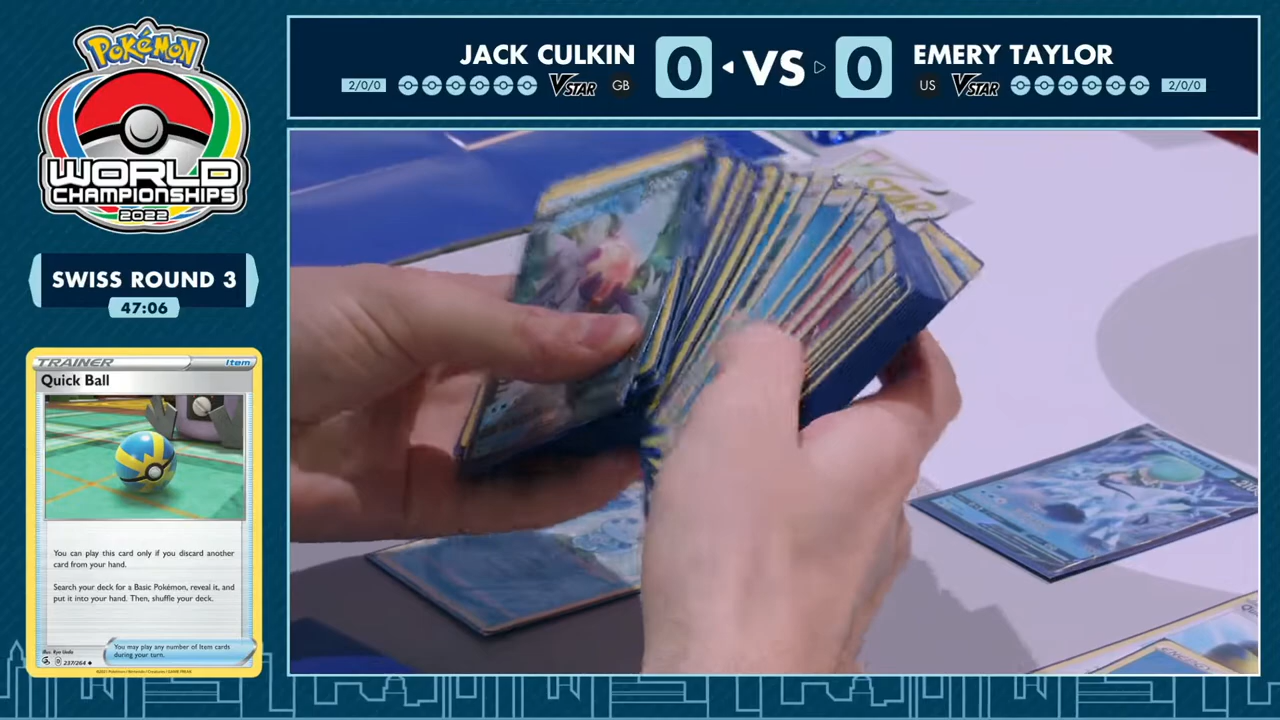 Pokémon
WORLD
CHAMPIONSHIPS
2022
SWISS ROUND 3
47:06
JACK CULKIN
0
VS
0
EMERY TAYLOR
2/0/0
VSTAR
GB
US
VSTAR
2/0/0
TRAINER
Item
Quick Ball
You can play this card only if you discard another
card from your hand.
Search your deck for a Basic Pokémon, reveal it, and
put it into your hand. Then, shuffle your deck.
You may play any number of Item cards
during your turn.
237/264